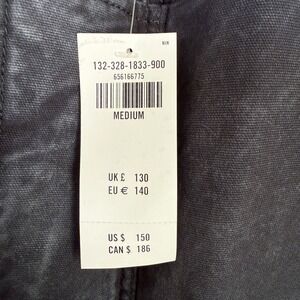 132-328-1833-900
656166775
MEDIUM
UK £ 130
EU € 140
US $ 150
CAN $ 186